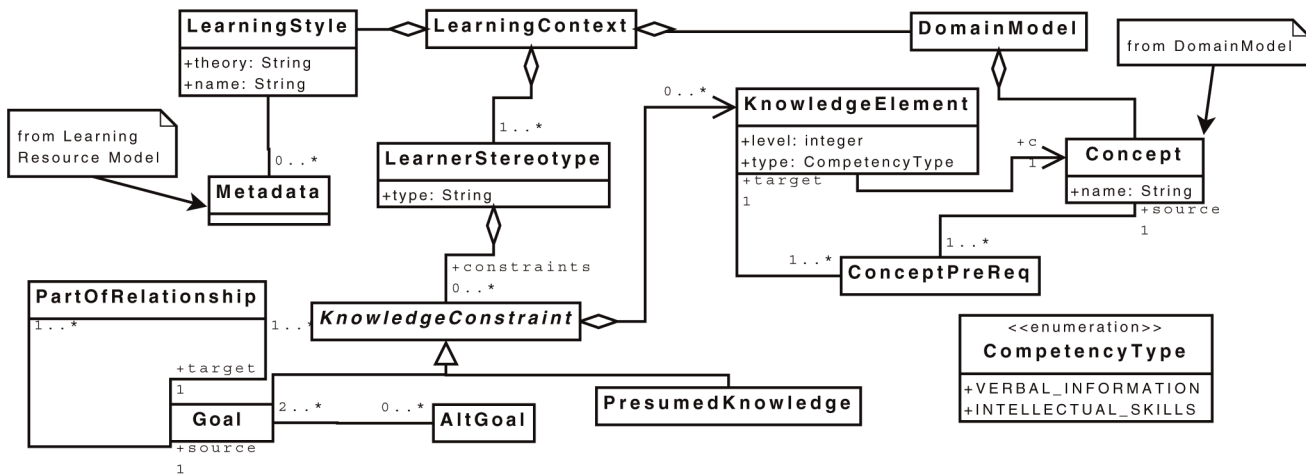 LearningStyle
+theory: String
+name: String
LearningContext
DomainModel
from DomainModel
from Learning
Resource Model
0..*
Metadata
1..*
LearnerStereotype
+type: String
0..*
KnowledgeElement
+level: integer
+type: CompetencyType
+target
1
+c
1
Concept
+name: String
+source
1
1..*
1..*
ConceptPreReq
+constraints
0..*
KnowledgeConstraint
PartOfRelationship
1..*
1..*
+target
1
Goal
+source
1
2..*
0..*
AltGoal
PresumedKnowledge
<<enumeration>>
CompetencyType
+VERBAL_INFORMATION
+INTELLECTUAL_SKILLS